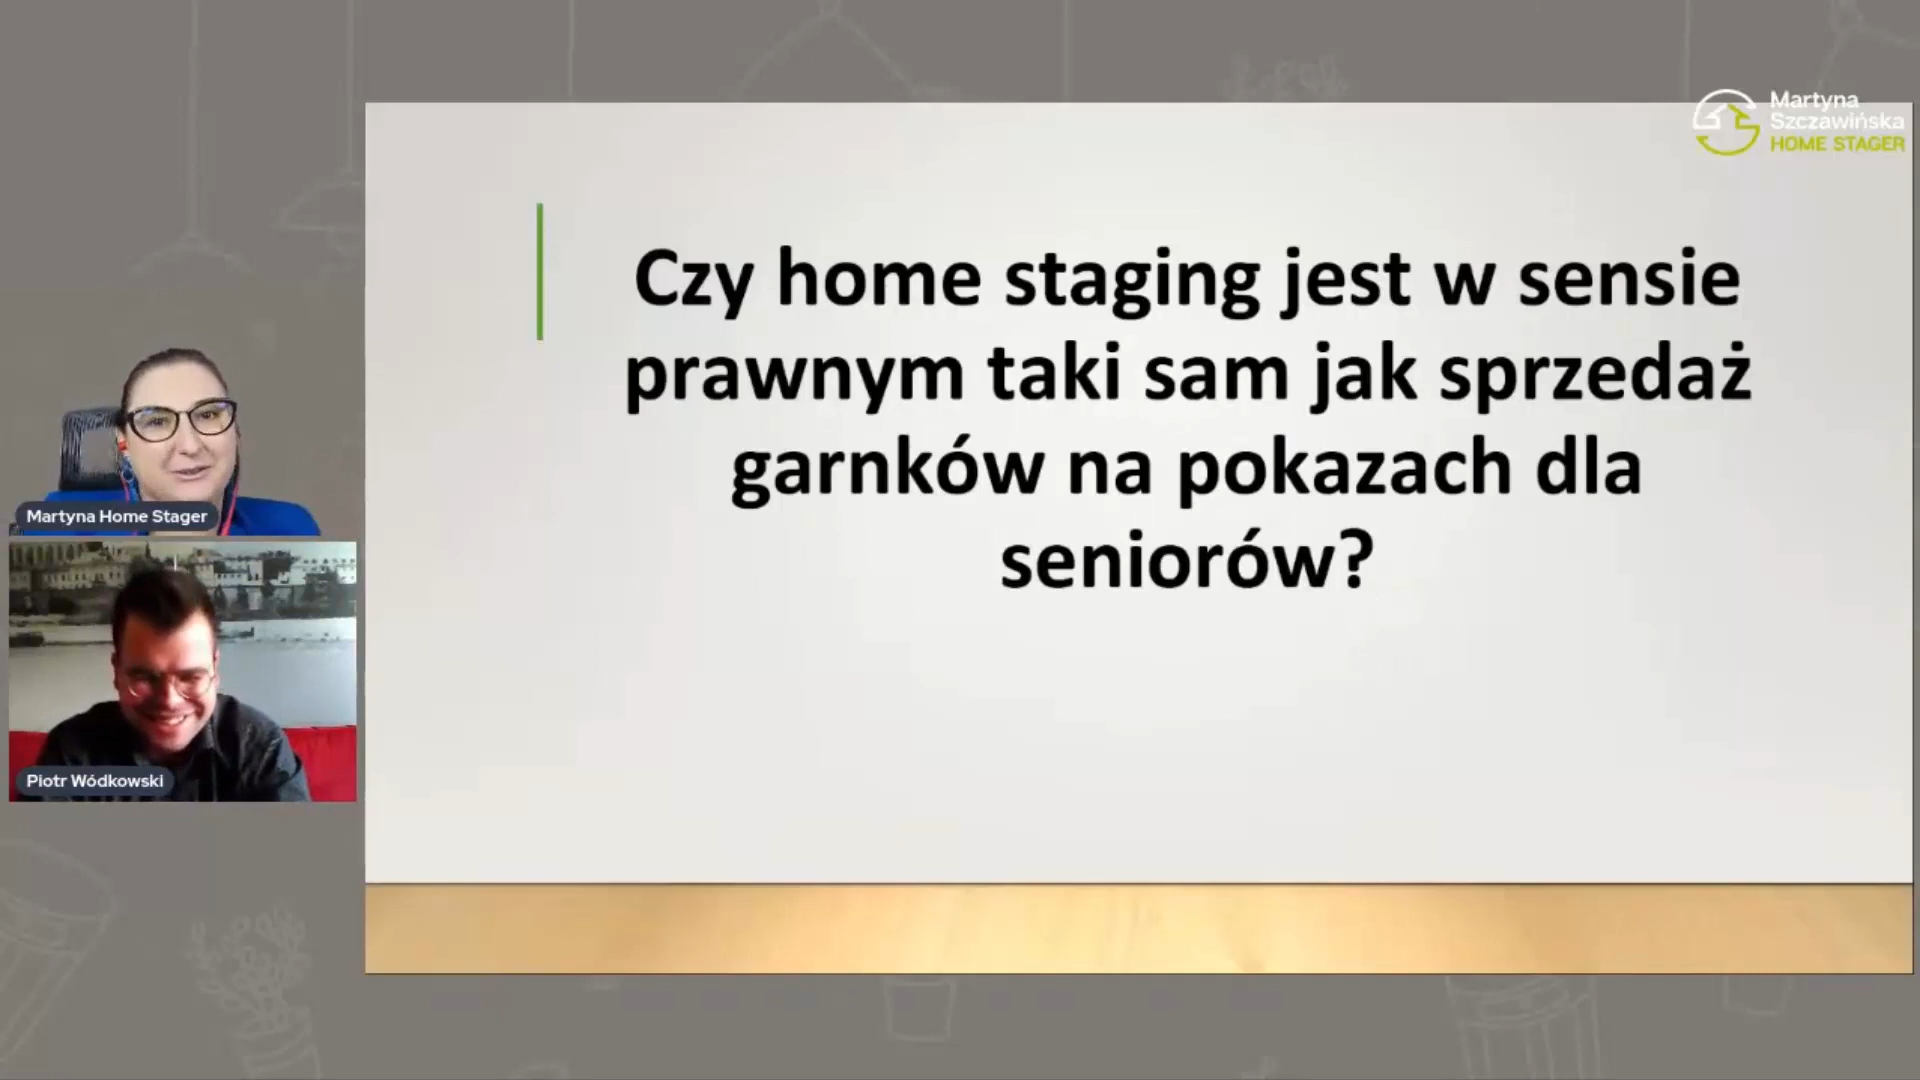 Martyna
Szczawińska
HOME STAGER
Czy home staging jest w sensie
prawnym taki sam jak sprzedaż
garnków na pokazach dla
seniorów?
Martyna Home Stager
Piotr Wódkowski